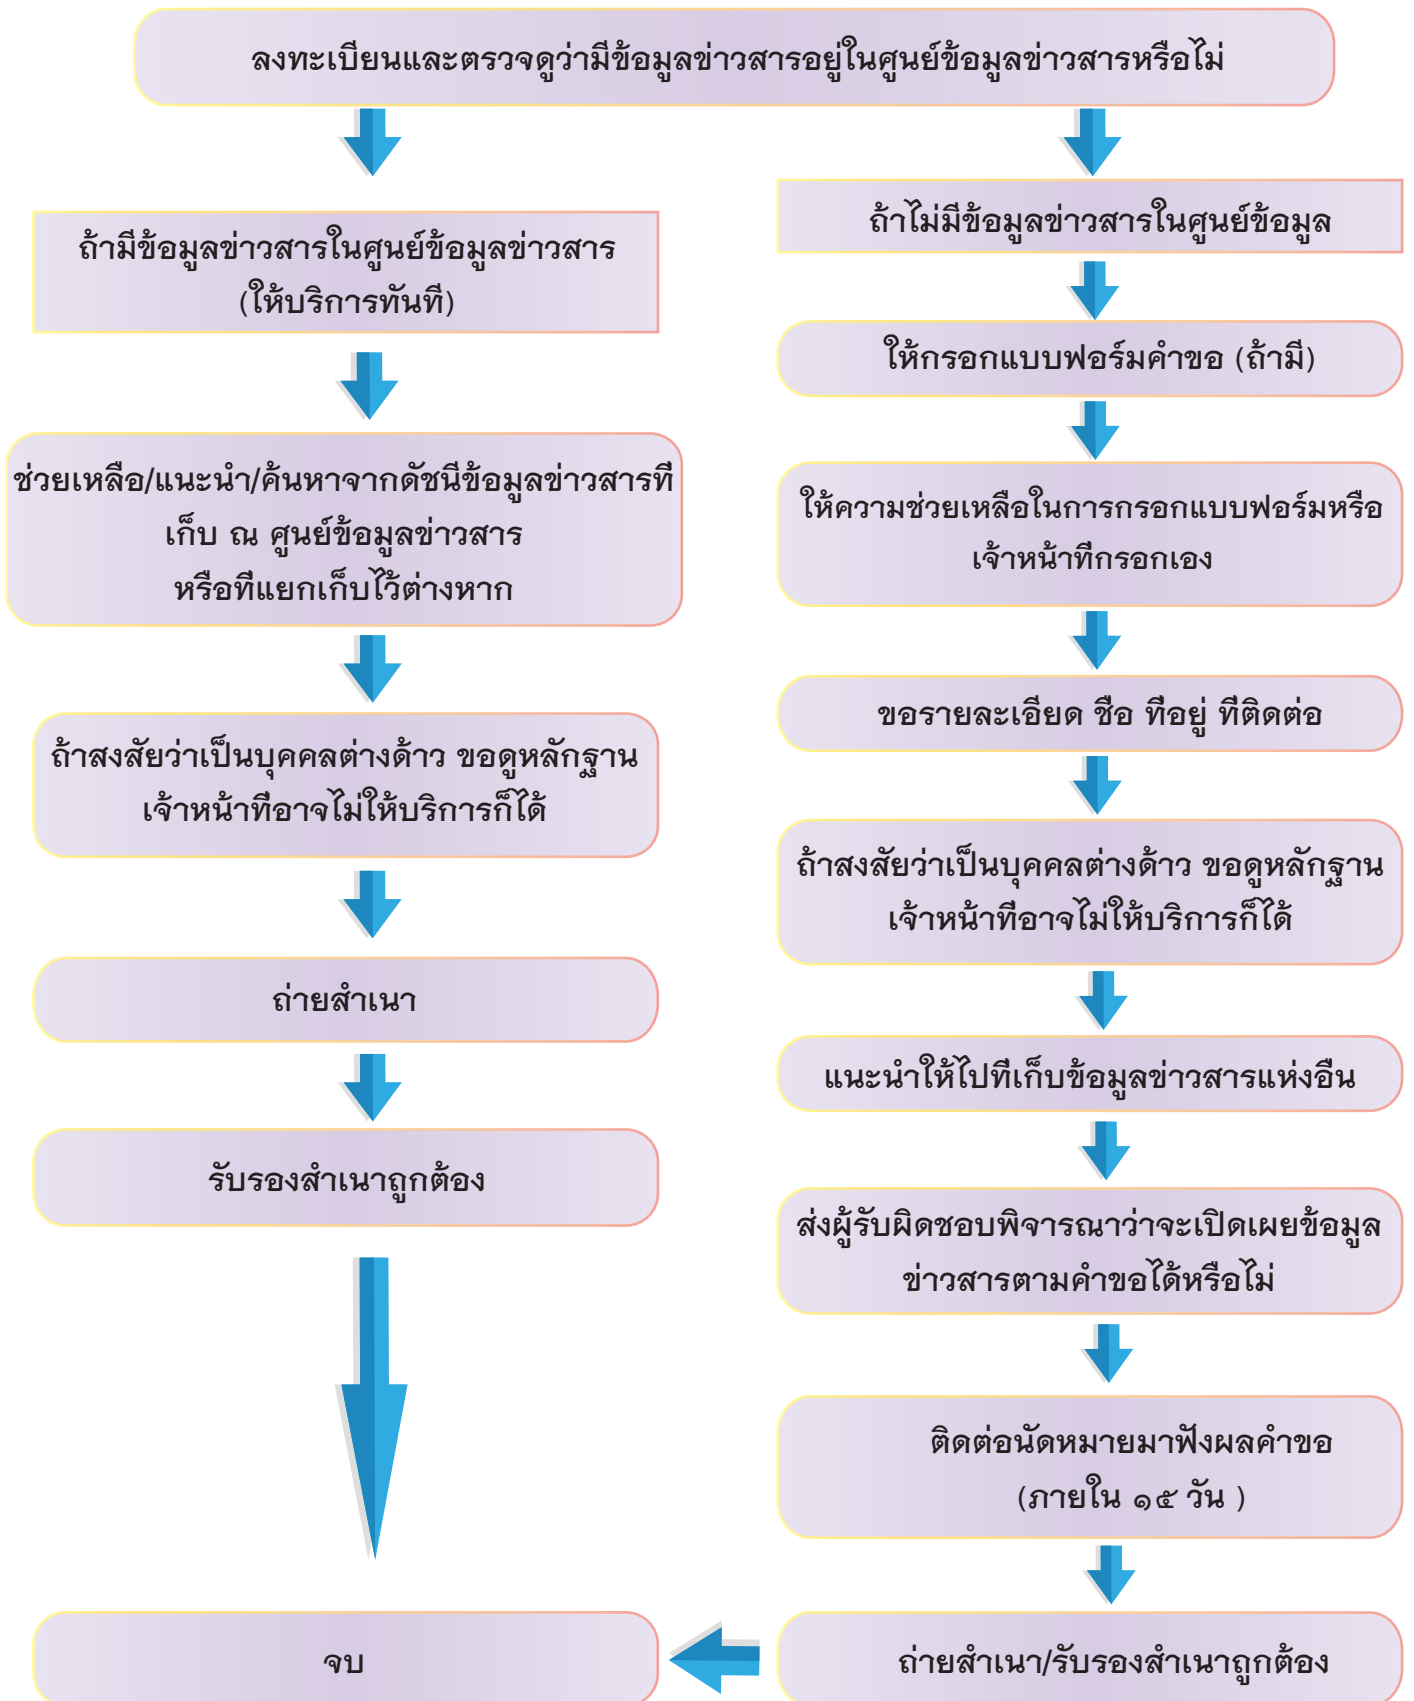 ลงทะเบียนและตรวจดูว่ามีข้อมูลข่าวสารอยู่ในศูนย์ข้อมูลข่าวสารหรือไม่
ถ้ามีข้อมูลข่าวสารในศูนย์ข้อมูลข่าวสาร
(ให้บริการทันที)
ช่วยเหลือ/แนะนำ/ค้นหาจากดัชนีข้อมูลข่าวสารที่
เก็บ ณ ศูนย์ข้อมูลข่าวสาร
หรือที่แยกเก็บไว้ต่างหาก
ถ้าสงสัยว่าเป็นบุคคลต่างด้าว ขอดูหลักฐาน
เจ้าหน้าที่อาจไม่ให้บริการก็ได้
ถ่ายสำเนา
รับรองสำเนาถูกต้อง
ถ้าไม่มีข้อมูลข่าวสารในศูนย์ข้อมูล
ให้กรอกแบบฟอร์มคำขอ (ถ้ามี)
ให้ความช่วยเหลือในการกรอกแบบฟอร์มหรือ
เจ้าหน้าที่กรอกเอง
ขอรายละเอียด ชื่อ ที่อยู่ ที่ติดต่อ
ถ้าสงสัยว่าเป็นบุคคลต่างด้าว ขอดูหลักฐาน
เจ้าหน้าที่อาจไม่ให้บริการก็ได้
แนะนำให้ไปที่เก็บข้อมูลข่าวสารแห่งอื่น
ส่งผู้รับผิดชอบพิจารณาว่าจะเปิดเผยข้อมูล
ข่าวสารตามคำขอได้หรือไม่
ติดต่อนัดหมายมาฟังผลคำขอ
(ภายใน ๑๕ วัน )
ถ่ายสำเนา/รับรองสำเนาถูกต้อง
จบ